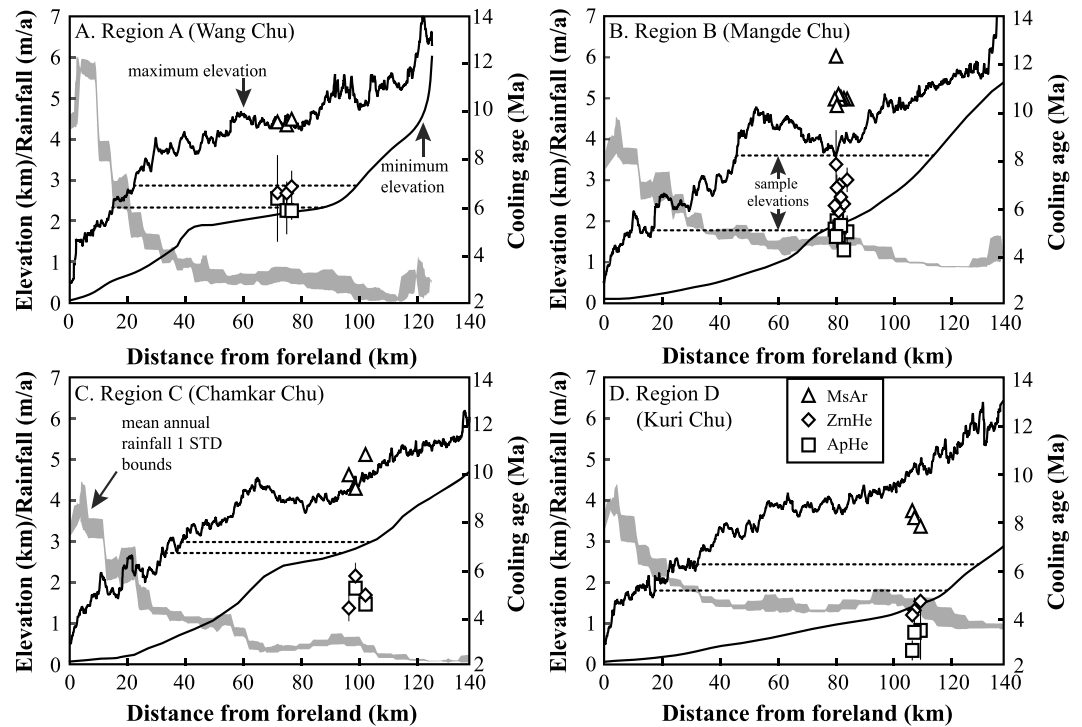 A. Region A (Wang Chu)
maximum elevation
minimum
elevation
Elevation (km)/Rainfall (m/a)
7
6
5
4
3
2
1
0
Cooling age (Ma)
14
12
10
8
6
4
2
0 20 40 60 80 100 120 140
Distance from foreland (km)
B. Region B (Mangde Chu)
sample
elevations
Elevation (km)/Rainfall (m/a)
7
6
5
4
3
2
1
0
Cooling age (Ma)
14
12
10
8
6
4
2
0 20 40 60 80 100 120 140
Distance from foreland (km)
C. Region C (Chamkar Chu)
mean annual
rainfall 1 STD
bounds
Elevation (km)/Rainfall (m/a)
7
6
5
4
3
2
1
0
Cooling age (Ma)
14
12
10
8
6
4
2
0 20 40 60 80 100 120 140
Distance from foreland (km)
D. Region D
(Kuri Chu)
MsAr
ZrnHe
ApHe
Elevation (km)/Rainfall (m/a)
7
6
5
4
3
2
1
0
Cooling age (Ma)
14
12
10
8
6
4
2
0 20 40 60 80 100 120 140
Distance from foreland (km)